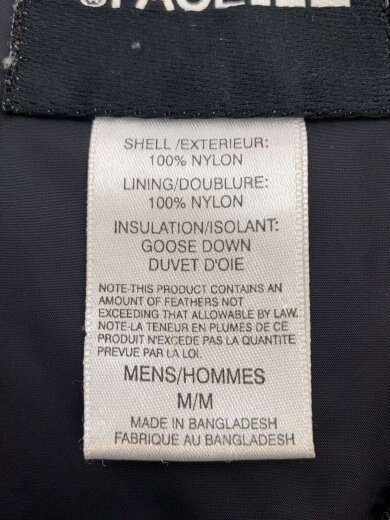 SHELL /EXTERIEUR:
100% NYLON
LINING/DOUBLURE:
100% NYLON
INSULATION/ISOLANT:
GOOSE DOWN
DUVET D'OIE
NOTE-THIS PRODUCT CONTAINS AN
AMOUNT OF FEATHERS NOT
EXCEEDING THAT ALLOWABLE BY LAW.
NOTE-LA TENEUR EN PLUMES DE CE
PRODUIT N'EXCEDE PAS LA QUANTITE
PREVUE PAR LA LOI.
MENS/HOMMES
M/M
MADE IN BANGLADESH
FABRIQUE AU BANGLADESH